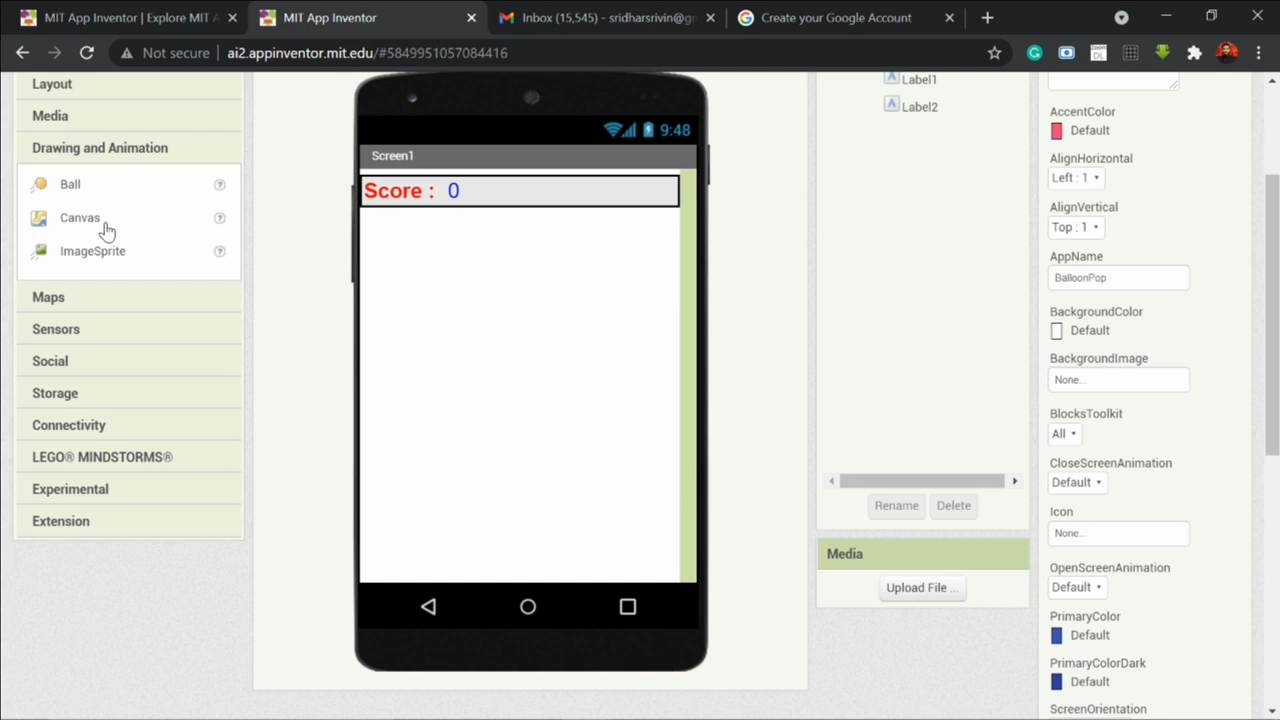 MIT App Inventor | Explore MIT A
MIT App Inventor
Inbox (15,545) - sridharsrivin@gm
Create your Google Account
Not secure
ai2.appinventor.mit.edu/#5849951057084416
Layout
Media
Drawing and Animation
Ball
Canvas
ImageSprite
Maps
Sensors
Social
Storage
Connectivity
LEGO® MINDSTORMS®
Experimental
Extension
9:48
Screen1
Score : 0
Label1
Label2
Rename
Delete
Media
Upload File ...
AccentColor
Default
AlignHorizontal
Left : 1
AlignVertical
Top : 1
AppName
BalloonPop
BackgroundColor
Default
BackgroundImage
None...
BlocksToolkit
All
CloseScreenAnimation
Default
Icon
None...
OpenScreenAnimation
Default
PrimaryColor
Default
PrimaryColorDark
Default
ScreenOrientation